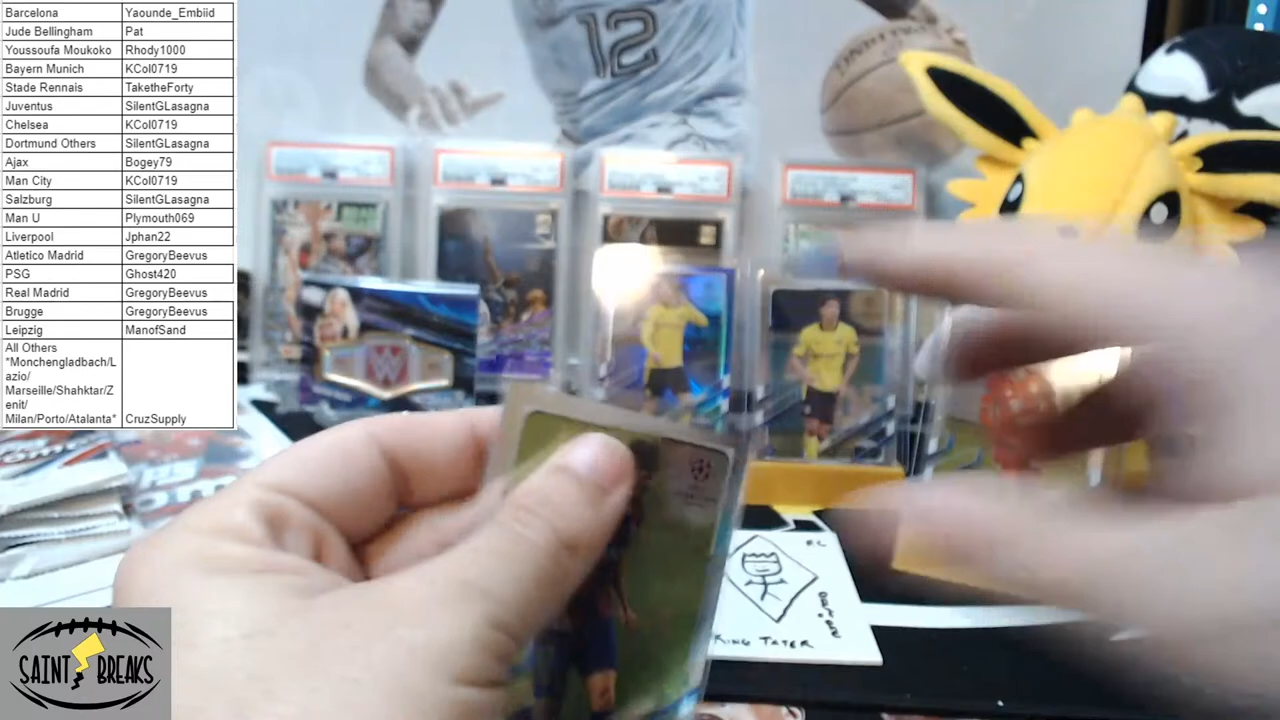 Barcelona Yaounde_Embiid
Jude Bellingham Pat
Youssoufa Moukoko Rhody1000
Bayern Munich KCol0719
Stade Rennais TaketheForty
Juventus SilentGLasagna
Chelsea KCol0719
Dortmund Others SilentGLasagna
Ajax Bogey79
Man City KCol0719
Salzburg SilentGLasagna
Man U Plymouth069
Liverpool Jphan22
Atletico Madrid GregoryBeevus
PSG Ghost420
Real Madrid GregoryBeevus
Brugge GregoryBeevus
Leipzig ManofSand
All Others
*Monchengladbach/L
azio/
Marseille/Shahktar/Z
enit/
Milan/Porto/Atalanta* CruzSupply
12
KING TATER
SAINT BREAKS